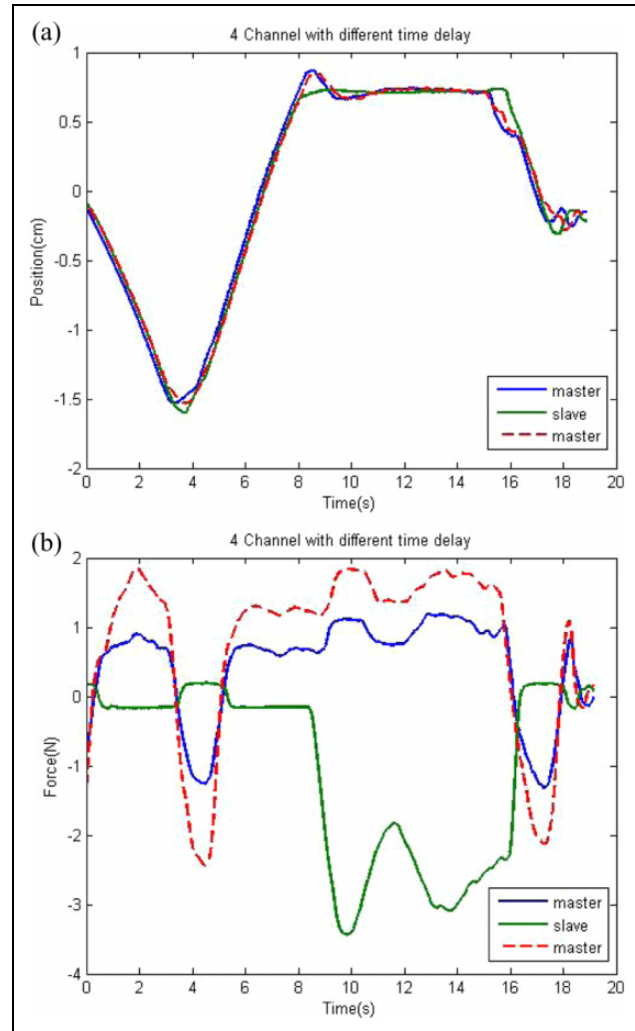 (a)
4 Channel with different time delay
1
0.5
0
-0.5
-1
-1.5
-2
Position(cm)
0 2 4 6 8 10 12 14 16 18 20
Time(s)
master
slave
master
(b)
4 Channel with different time delay
2
1
0
-1
-2
-3
-4
Force(N)
0 2 4 6 8 10 12 14 16 18 20
Time(s)
master
slave
master